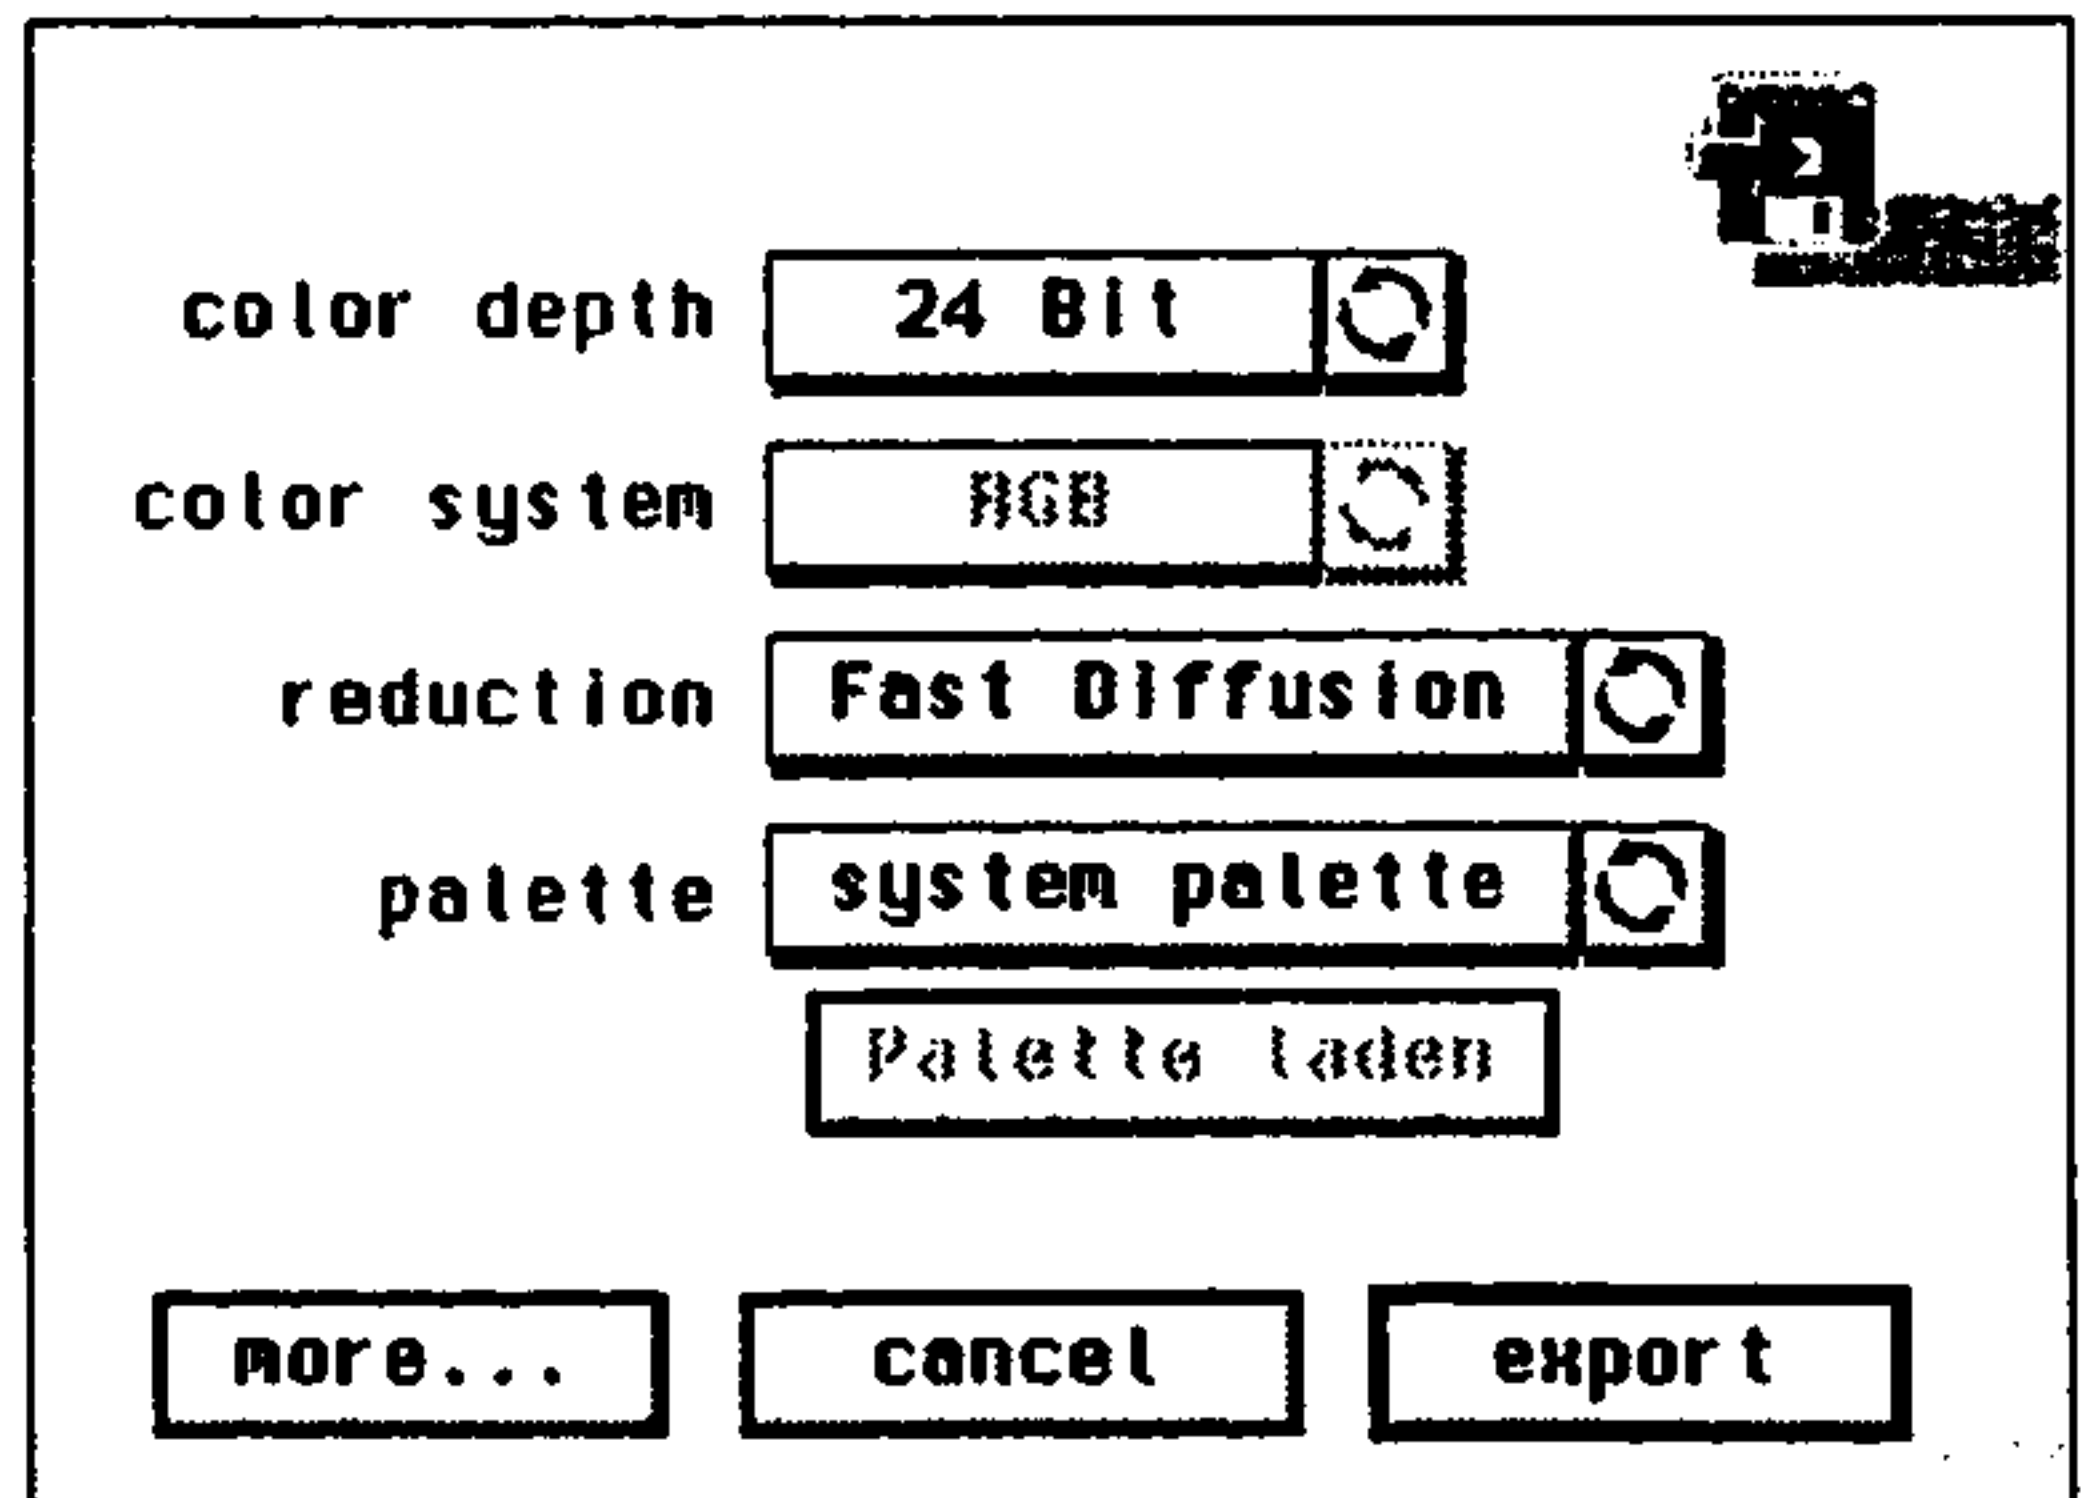 color depth 24 Bit
color system RGB
reduction Fast Diffusion
palette system palette
Palette laden
more... cancel export